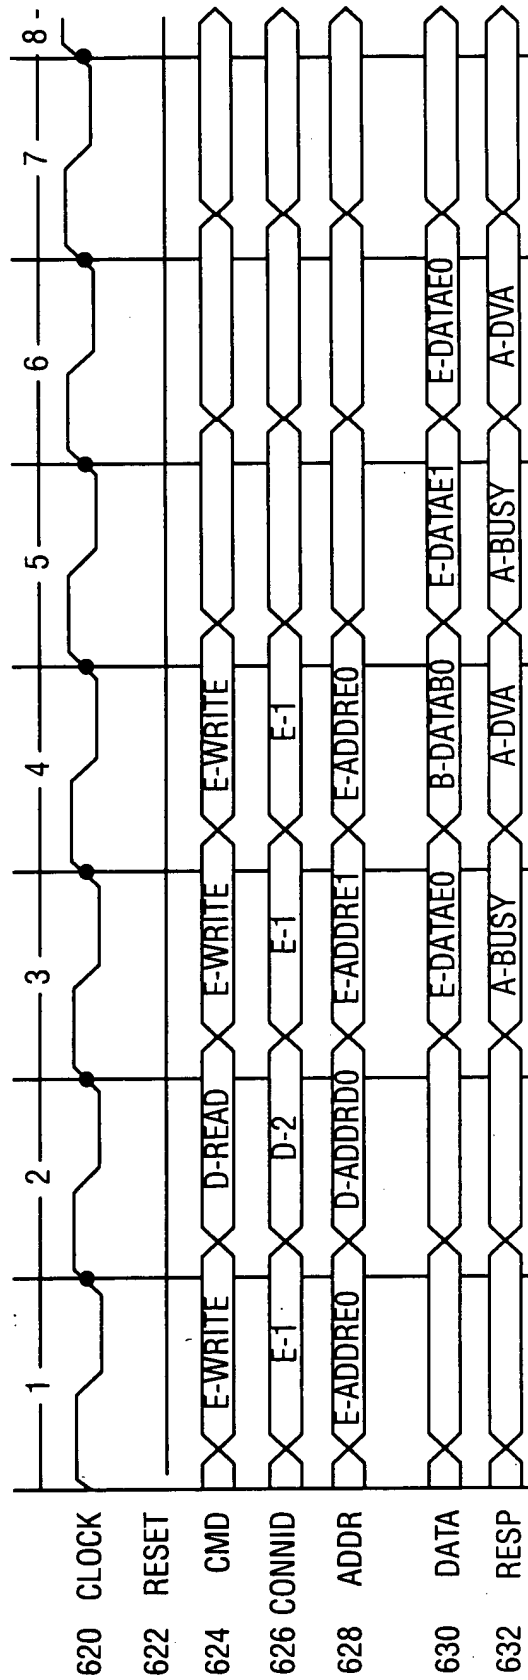 1 2 3 4 5 6 7 8
620 CLOCK
622 RESET
624 CMD E-WRITE D-READ E-WRITE E-WRITE
626 CONNID E-1 D-2 E-1 E-1
628 ADDR E-ADDRE0 D-ADDRD0 E-ADDRE1 E-ADDRE0
630 DATA E-DATAE0 B-DATAB0 E-DATAE1 E-DATAE0
632 RESP A-BUSY A-DVA A-BUSY A-DVA